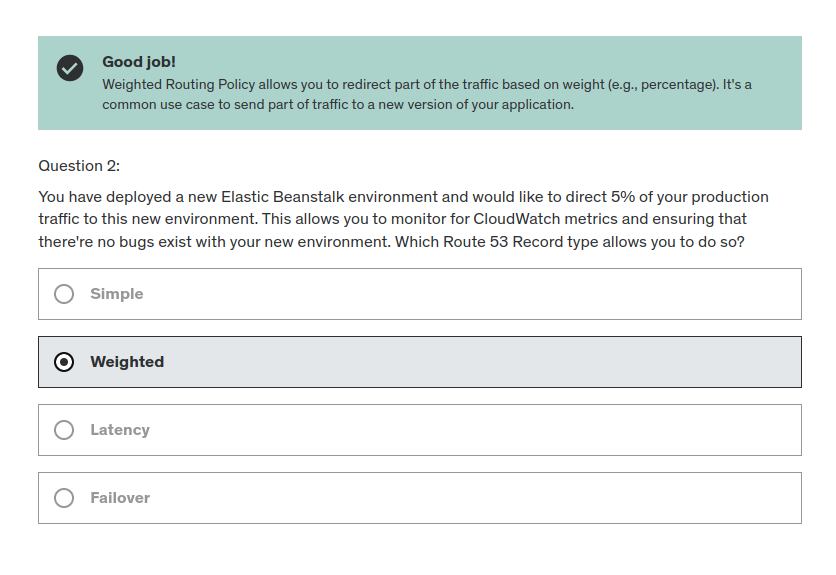 Good job!
Weighted Routing Policy allows you to redirect part of the traffic based on weight (e.g., percentage). It's a
common use case to send part of traffic to a new version of your application.
Question 2:
You have deployed a new Elastic Beanstalk environment and would like to direct 5% of your production
traffic to this new environment. This allows you to monitor for CloudWatch metrics and ensuring that
there're no bugs exist with your new environment. Which Route 53 Record type allows you to do so?
Simple
Weighted
Latency
Failover